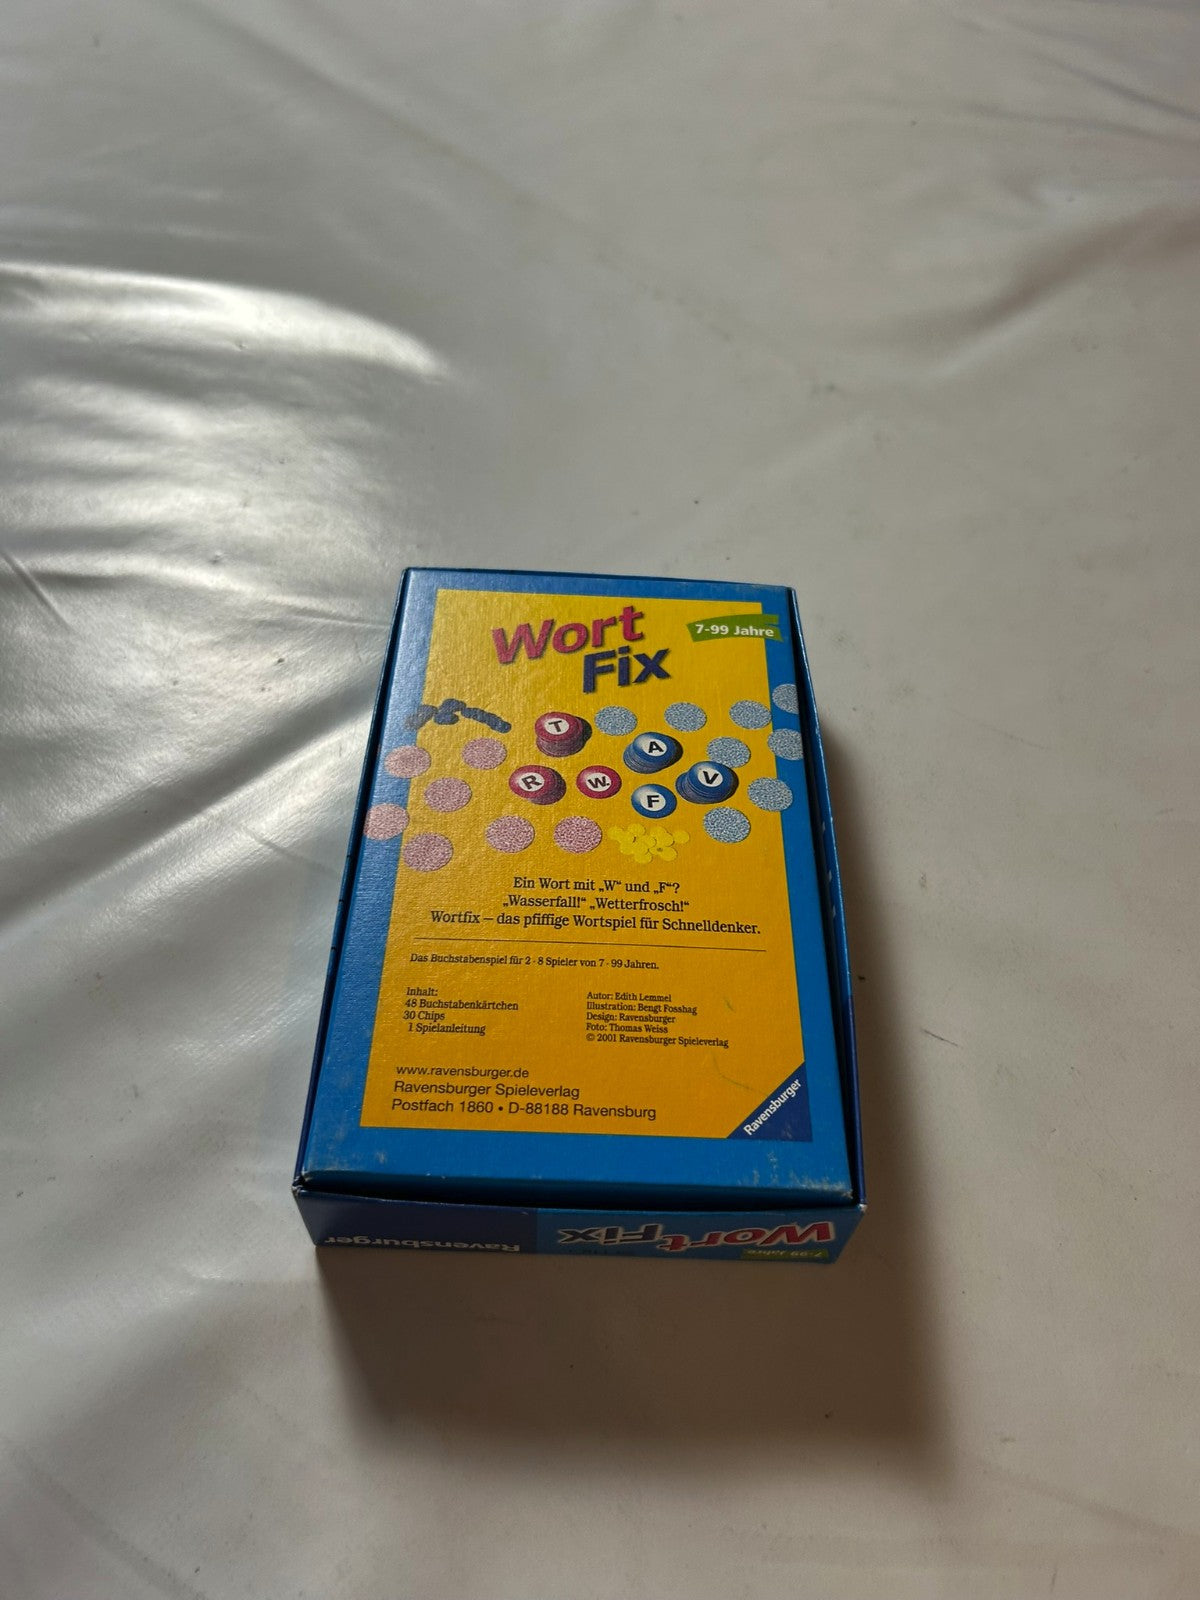 Wort
Fix
7-99 Jahre
T
A
R
W
V
F
Ein Wort mit „W“ und „F“?
„Wasserfall!“ „Wetterfrosch!“
Wortfix – das pfiffige Wortspiel für Schnelldenker.
Das Buchstabenspiel für 2 - 8 Spieler von 7 - 99 Jahren.
Inhalt:
48 Buchstabenkärtchen
30 Chips
1 Spielanleitung
Autor: Edith Lemmel
Illustration: Bengt Fosshag
Design: Ravensburger
Foto: Thomas Weiss
© 2001 Ravensburger Spieleverlag
www.ravensburger.de
Ravensburger Spieleverlag
Postfach 1860 • D-88188 Ravensburg
Ravensburger
Wort Fix
7-99 Jahre
Ravensburger